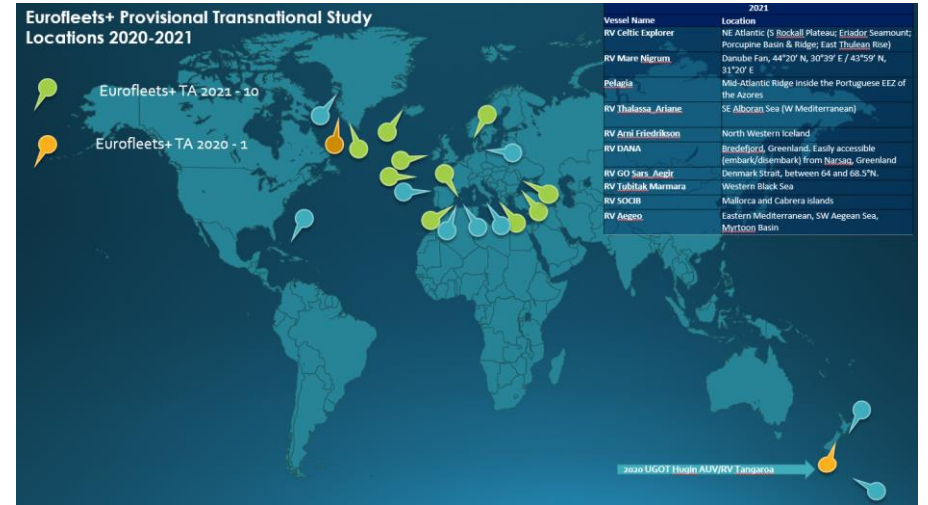 Eurofleets+ Provisional Transnational Study
Locations 2020-2021
Eurofleets+ TA 2021 - 10
Eurofleets+ TA 2020 - 1
2021
Vessel Name Location
RV Celtic Explorer NE Atlantic (S Rockall Plateau; Eriador Seamount;
Porcupine Basin & Ridge; East Thulean Rise)
RV Mare Nigrum Danube Fan, 44°20' N, 30°39' E / 43°59' N,
31°20' E
Pelagia Mid-Atlantic Ridge inside the Portuguese EEZ of
the Azores
RV Thalassa_Ariane SE Alboran Sea (W Mediterranean)
RV Arni Friedrikson North Western Iceland
RV DANA Bredefjord, Greenland. Easily accessible
(embark/disembark) from Narsaq, Greenland
RV GO Sars_Aegir Denmark Strait, between 64 and 68.5°N.
RV Tubitak Marmara Western Black Sea
RV SOCIB Mallorca and Cabrera islands
RV Aegeo Eastern Mediterranean, SW Aegean Sea,
Myrtoon Basin
2020 UGOT Hugin AUV/RV Tangaroa